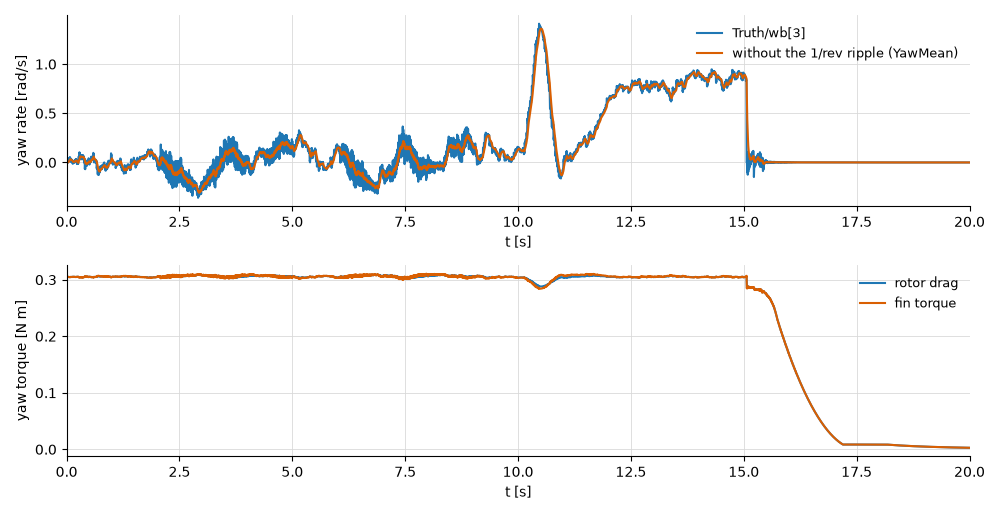 yaw rate [rad/s]
1.0
0.5
0.0
Truth/wb[3]
without the 1/rev ripple (YawMean)
0.0 2.5 5.0 7.5 10.0 12.5 15.0 17.5 20.0
t [s]
yaw torque [N m]
0.3
0.2
0.1
0.0
rotor drag
fin torque
0.0 2.5 5.0 7.5 10.0 12.5 15.0 17.5 20.0
t [s]